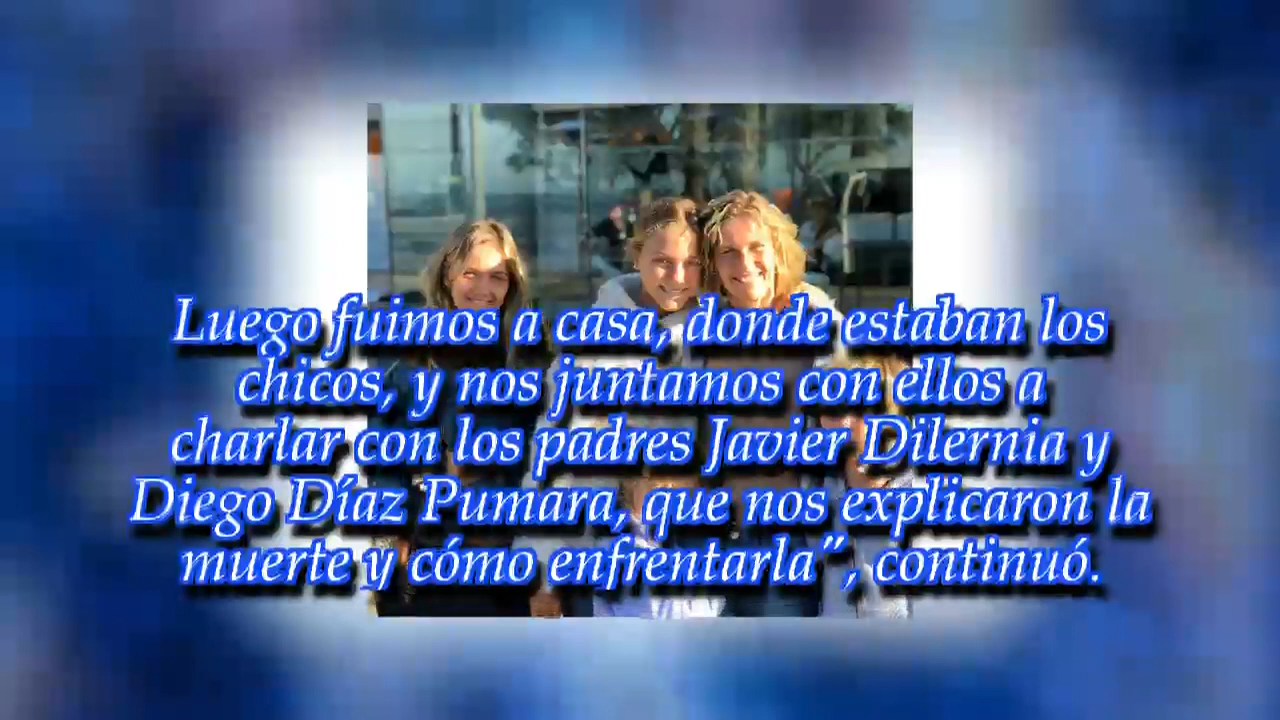 Luego fuimos a casa, donde estaban los
chicos, y nos juntamos con ellos a
charlar con los padres Javier Dilernia y
Diego Díaz Pumara, que nos explicaron la
muerte y cómo enfrentarla”, continuó.